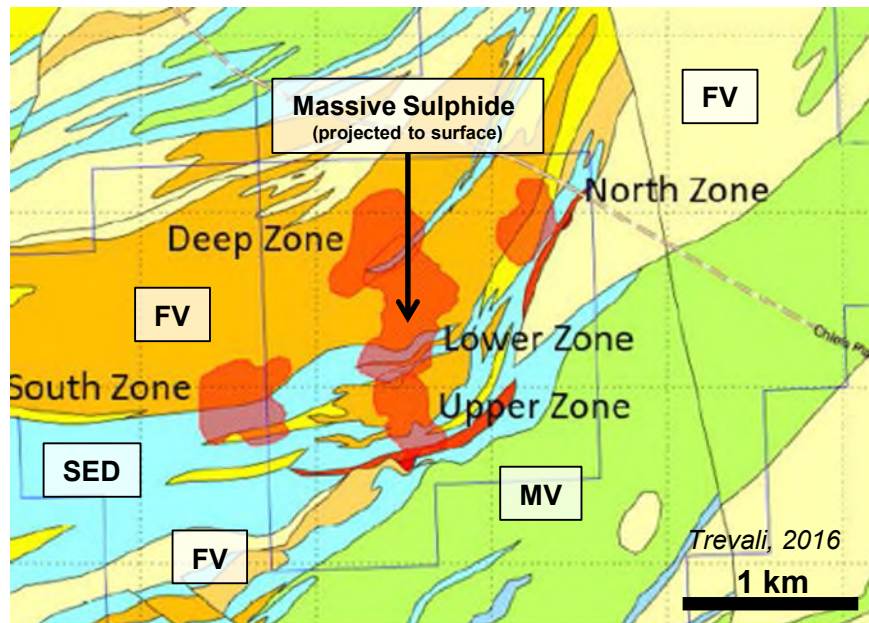 FV
Massive Sulphide
(projected to surface)
North Zone
Deep Zone
FV
Lower Zone
South Zone
Upper Zone
SED
MV
FV
Trevali, 2016
1 km